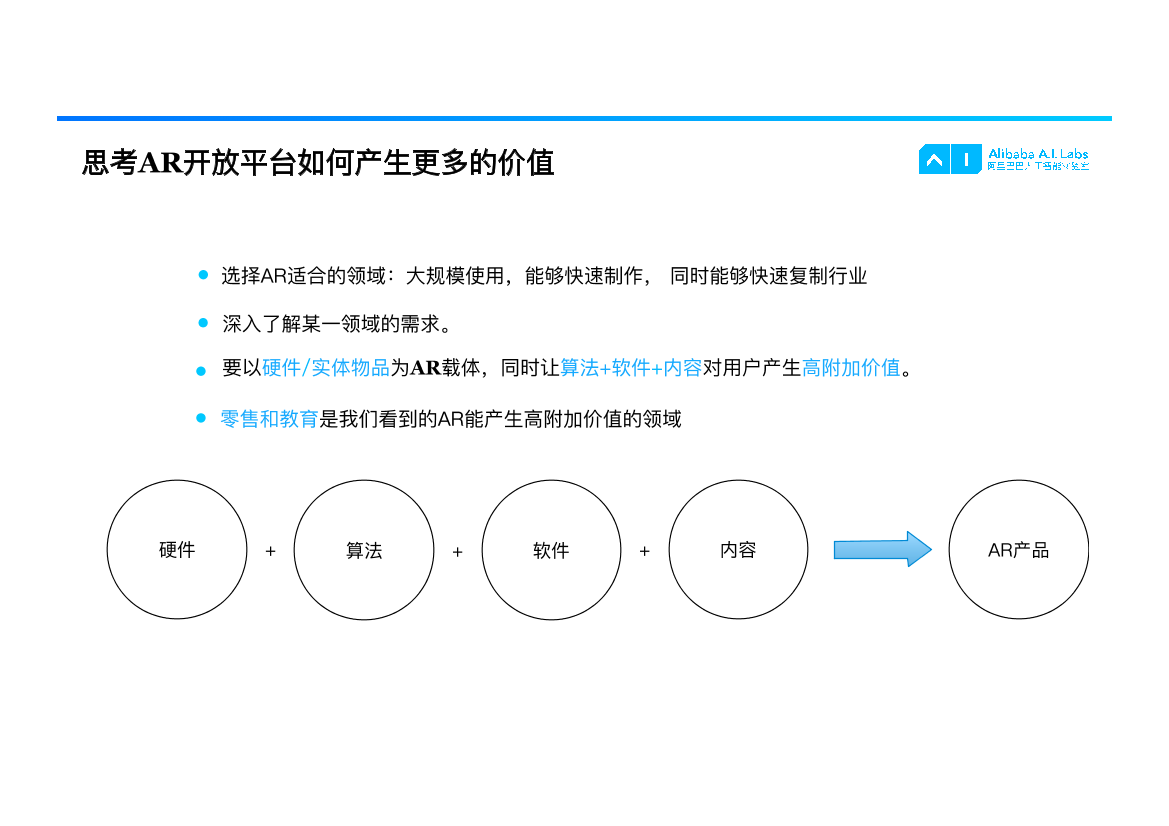 思考AR开放平台如何产生更多的价值
Alibaba A.I. Labs
阿里巴巴人工智能实验室
选择AR适合的领域：大规模使用，能够快速制作， 同时能够快速复制行业
深入了解某一领域的需求。
要以硬件/实体物品为AR载体，同时让算法+软件+内容对用户产生高附加价值。
零售和教育是我们看到的AR能产生高附加价值的领域
硬件 + 算法 + 软件 + 内容 AR产品